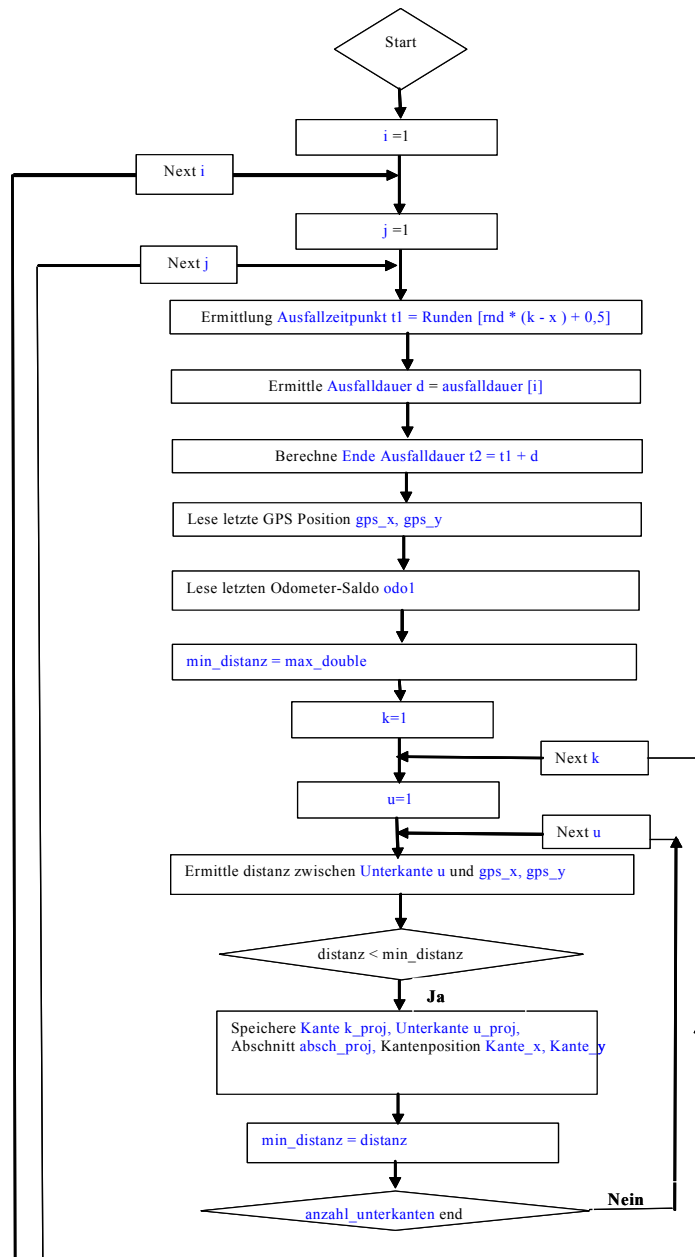 Start
i =1
Next i
j =1
Next j
Ermittlung Ausfallzeitpunkt t1 = Runden [rnd * (k - x ) + 0,5]
Ermittle Ausfalldauer d = ausfalldauer [i]
Berechne Ende Ausfalldauer t2 = t1 + d
Lese letzte GPS Position gps_x, gps_y
Lese letzten Odometer-Saldo odo1
min_distanz = max_double
k=1
Next k
u=1
Next u
Ermittle distanz zwischen Unterkante u und gps_x, gps_y
distanz < min_distanz
Ja
Speichere Kante k_proj, Unterkante u_proj,
Abschnitt absch_proj, Kantenposition Kante_x, Kante_y
min_distanz = distanz
Nein
anzahl_unterkanten end